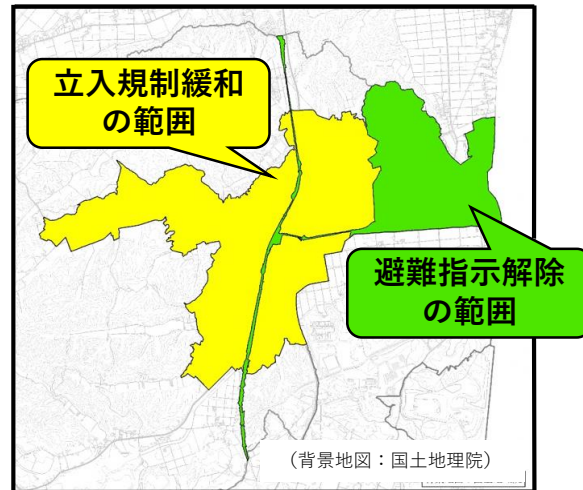 立入規制緩和
の範囲
避難指示解除
の範囲
(背景地図：国土地理院)